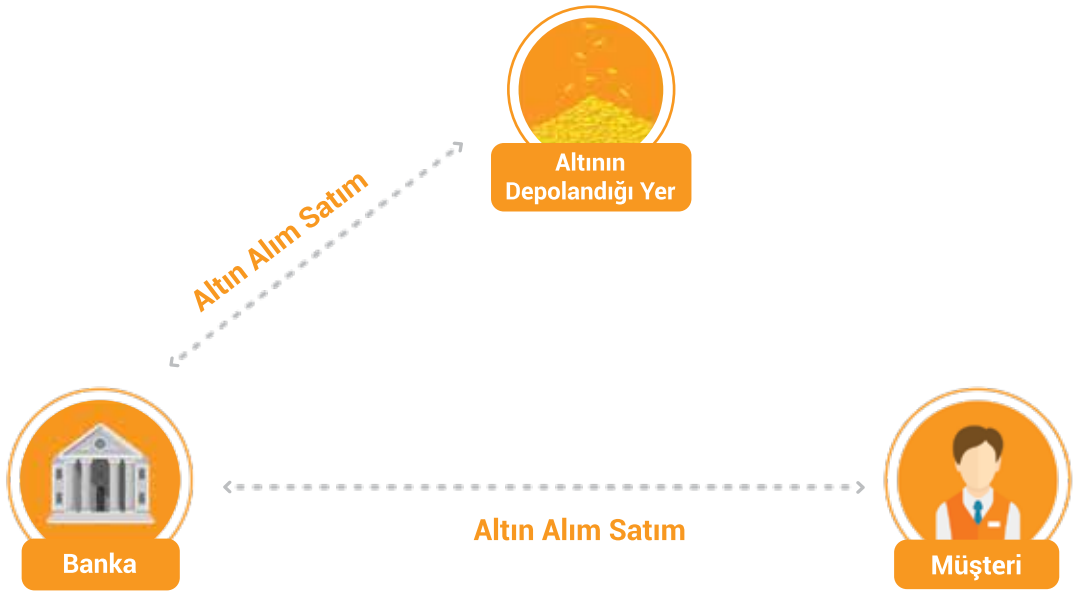 Altının
Depolandığı Yer
Altın Alım Satım
Altın Alım Satım
Banka
Müşteri